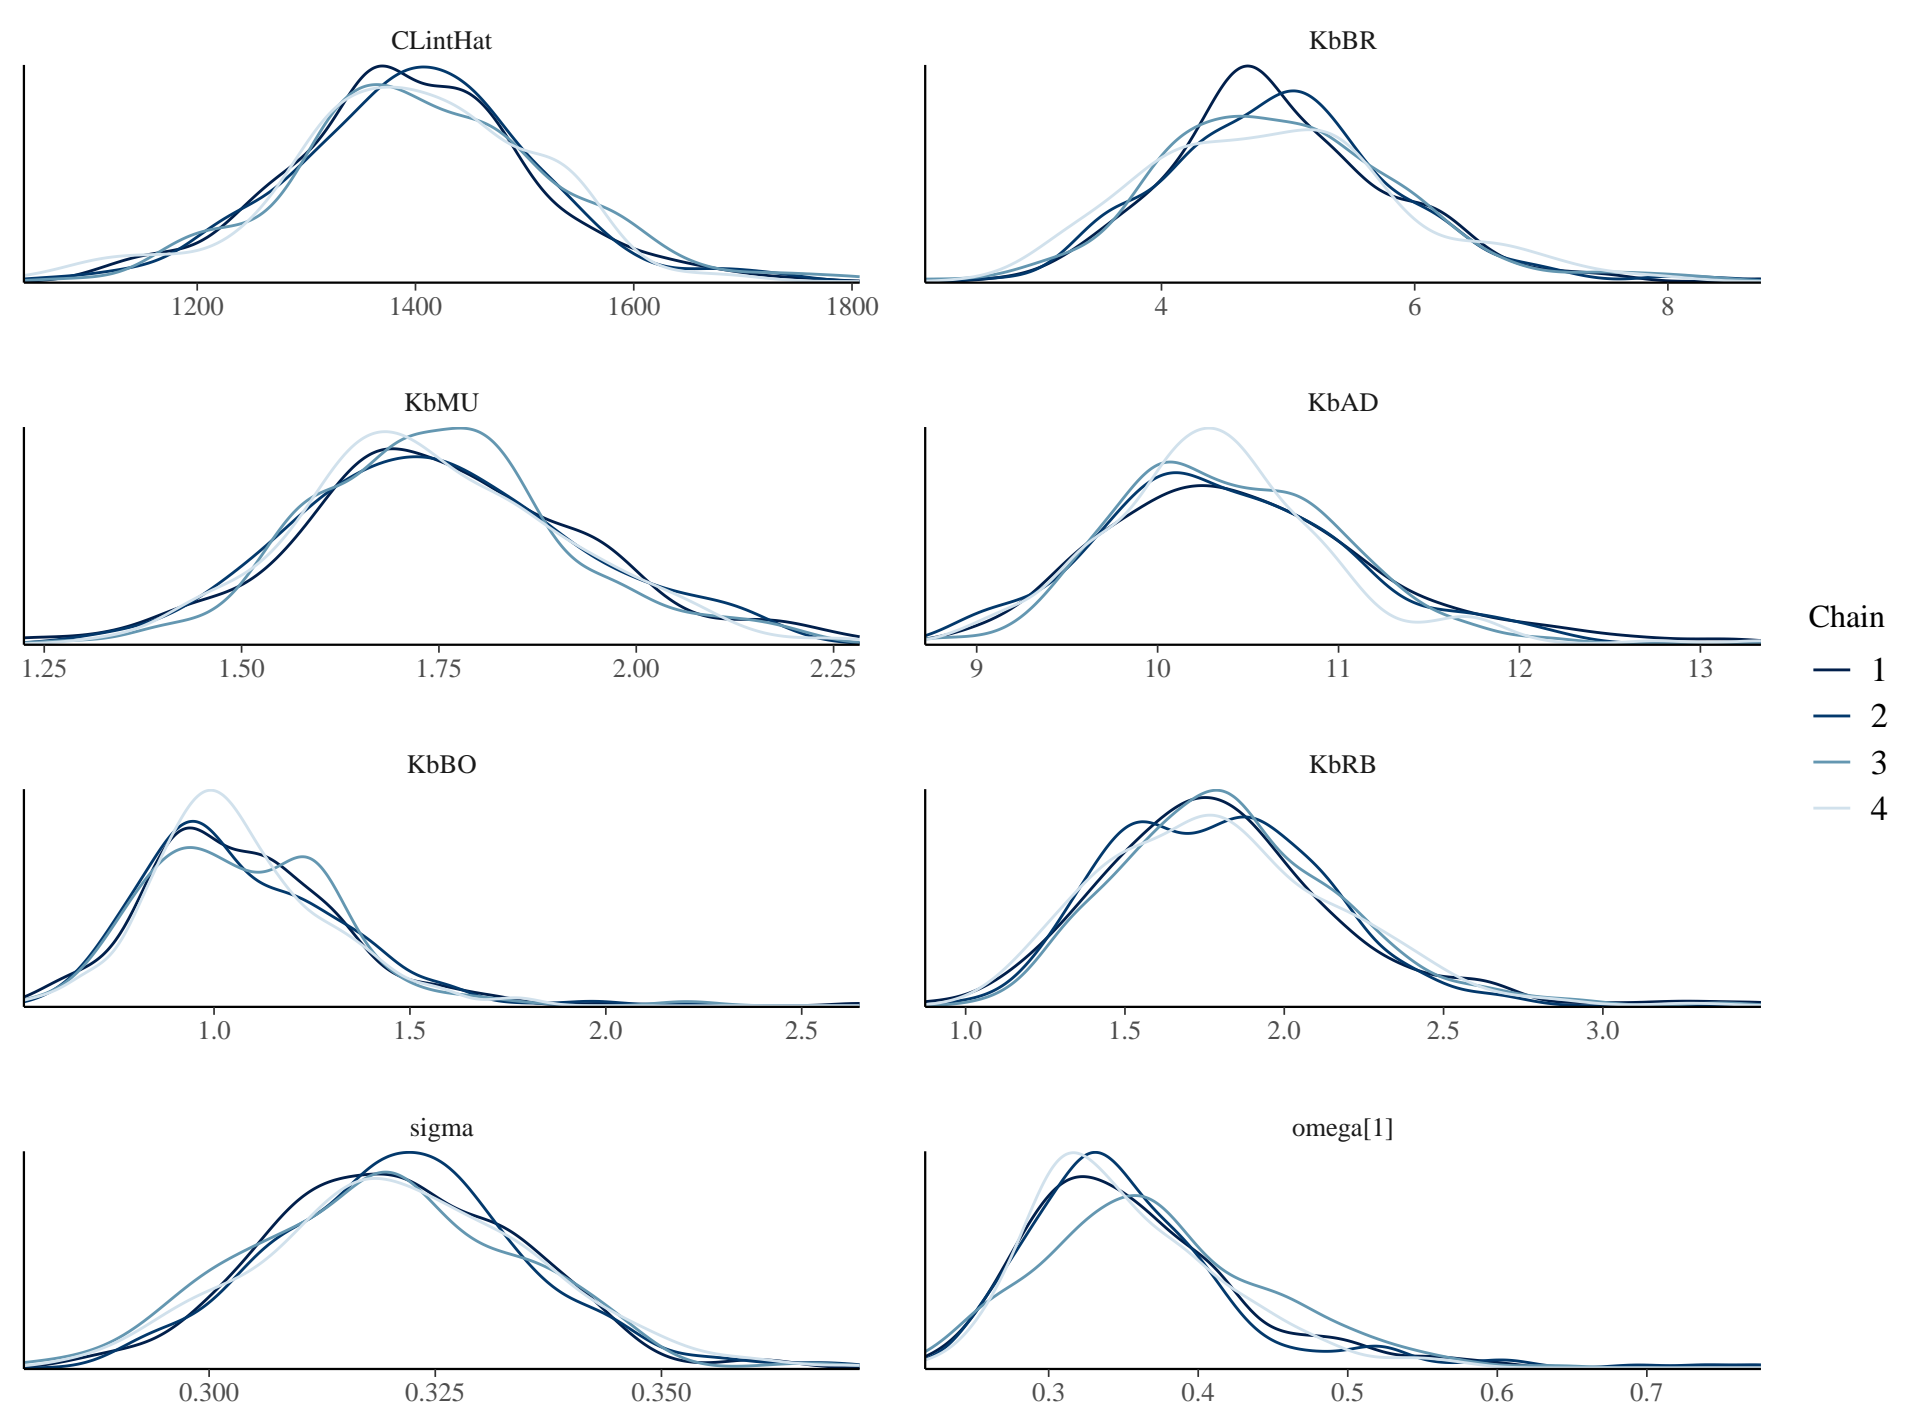 CLintHat
KbBR
1200 1400 1600 1800
4 6 8
KbMU
KbAD
1.25 1.50 1.75 2.00 2.25
9 10 11 12 13
Chain
1
2
3
4
KbBO
KbRB
1.0 1.5 2.0 2.5
1.0 1.5 2.0 2.5 3.0
sigma
omega[1]
0.300 0.325 0.350
0.3 0.4 0.5 0.6 0.7